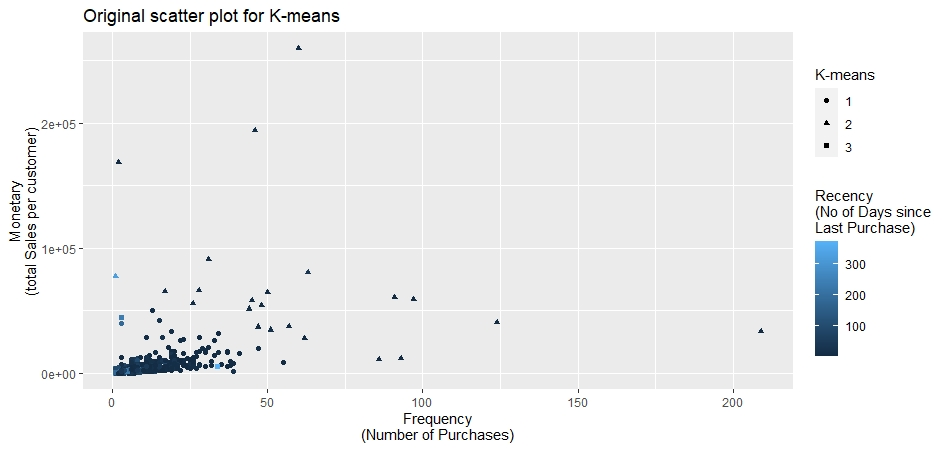 Original scatter plot for K-means
Monetary
(total Sales per customer)
2e+05
1e+05
0e+00
0
50
100
150
200
Frequency
(Number of Purchases)
K-means
1
2
3
Recency
(No of Days since
Last Purchase)
300
200
100